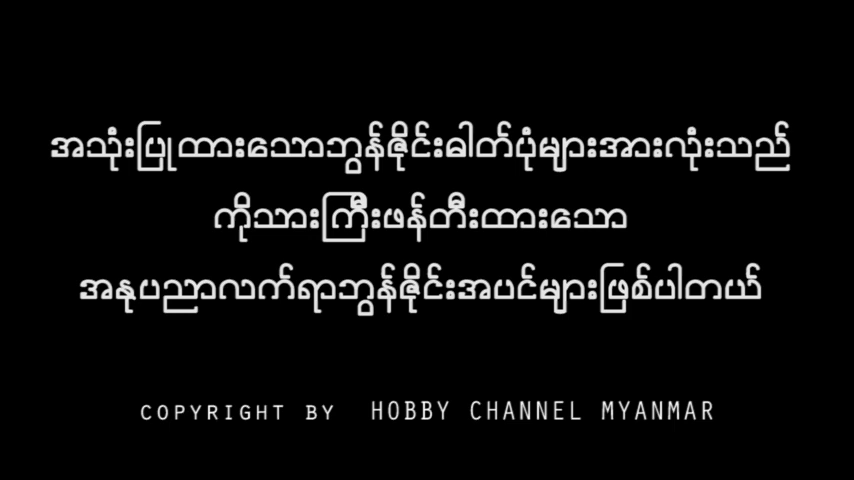 အသုံးပြုထားသောဘွန်ဇိုင်းဓါတ်ပုံများအားလုံးသည်
ကိုသားကြီးဖန်တီးထားသော
အနုပညာလက်ရာဘွန်ဇိုင်းအပင်များဖြစ်ပါတယ်
COPYRIGHT BY HOBBY CHANNEL MYANMAR